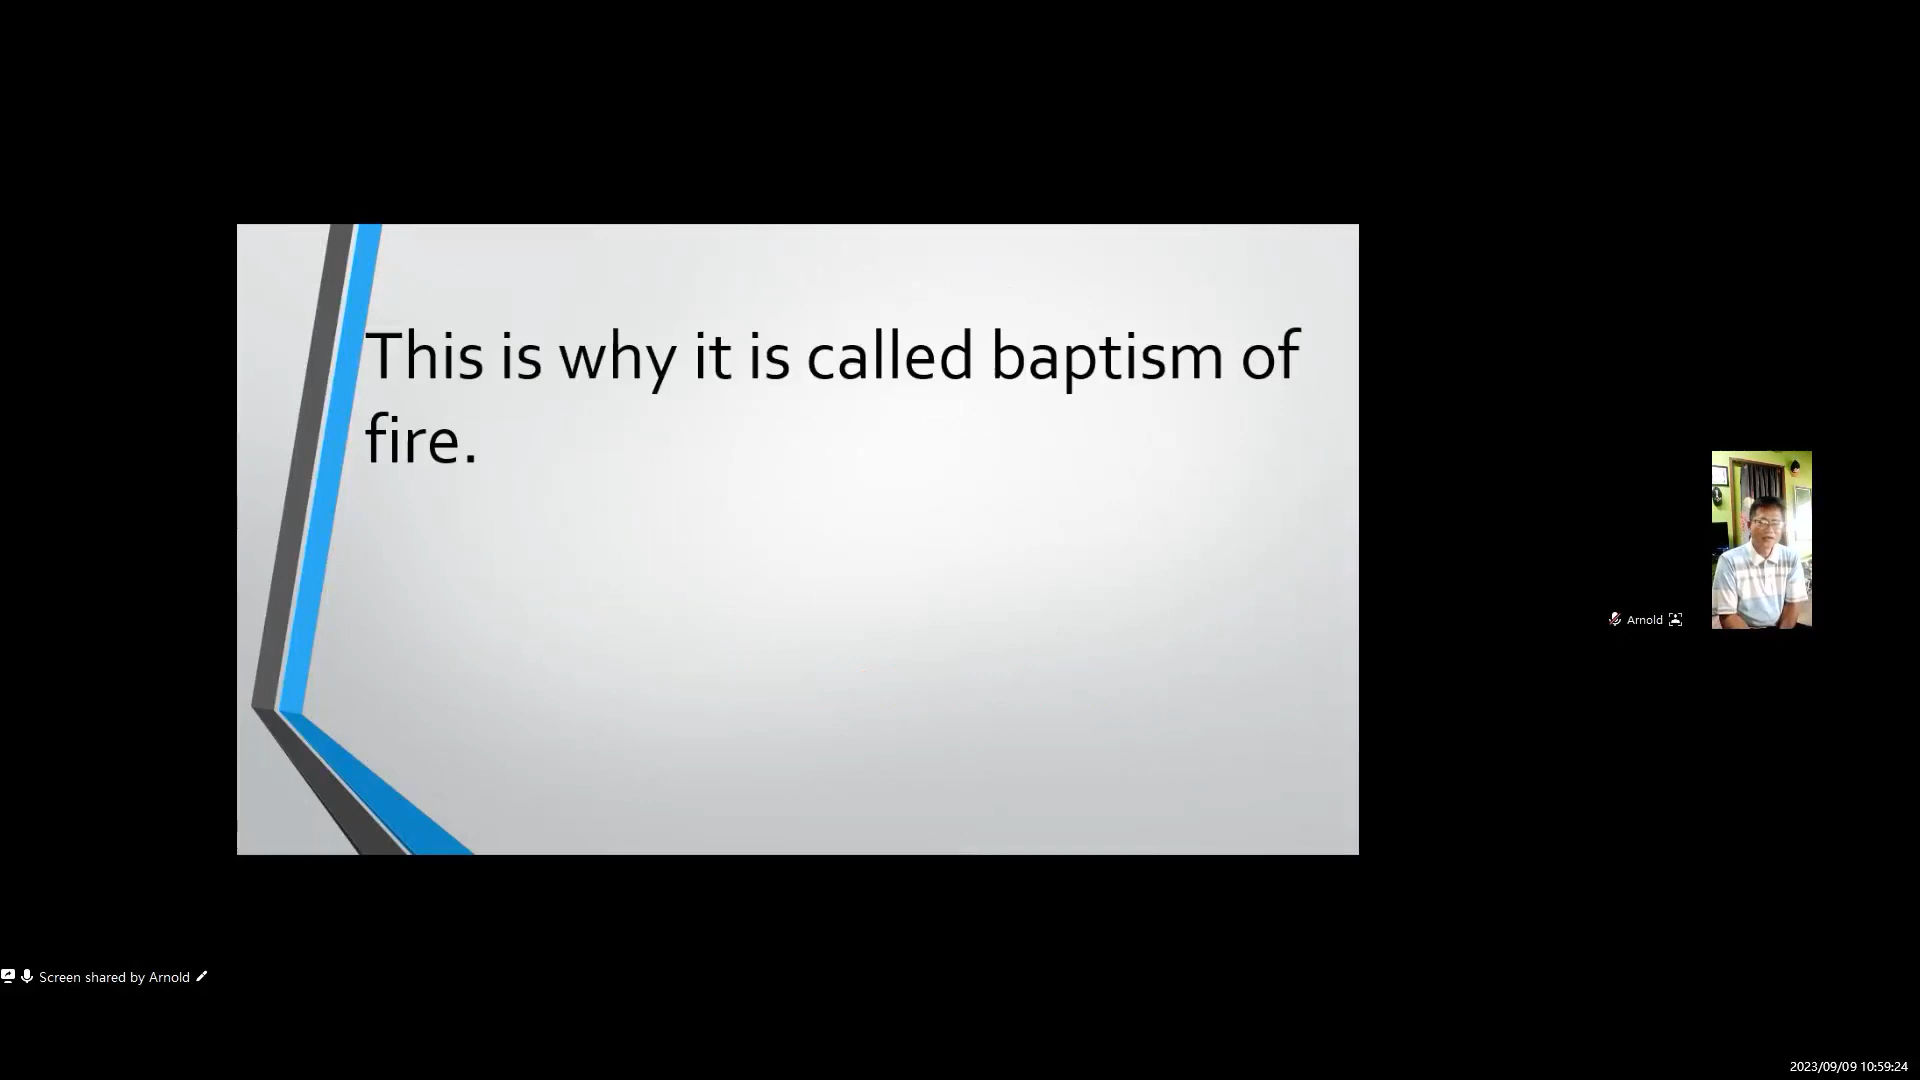 This is why it is called baptism of
fire.
Arnold
Screen shared by Arnold
2023/09/09 10:59:24